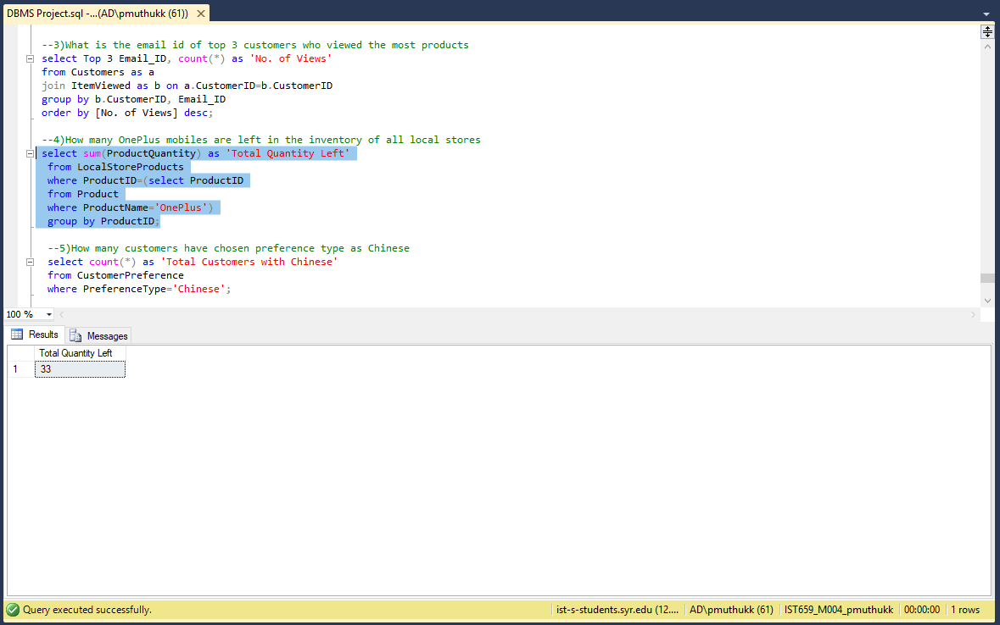 DBMS Project.sql -...(AD\pmuthukk (61))
--3)What is the email id of top 3 customers who viewed the most products
select Top 3 Email_ID, count(*) as 'No. of Views'
from Customers as a
join ItemViewed as b on a.CustomerID=b.CustomerID
group by b.CustomerID, Email_ID
order by [No. of Views] desc;
--4)How many OnePlus mobiles are left in the inventory of all local stores
select sum(ProductQuantity) as 'Total Quantity Left'
from LocalStoreProducts
where ProductID=(select ProductID
from Product
where ProductName='OnePlus')
group by ProductID;
--5)How many customers have chosen preference type as Chinese
select count(*) as 'Total Customers with Chinese'
from CustomerPreference
where PreferenceType='Chinese';
100 %
Results Messages
Total Quantity Left
1 33
Query executed successfully. ist-s-students.syr.edu (12.... AD\pmuthukk (61) IST659_M004_pmuthukk 00:00:00 1 rows